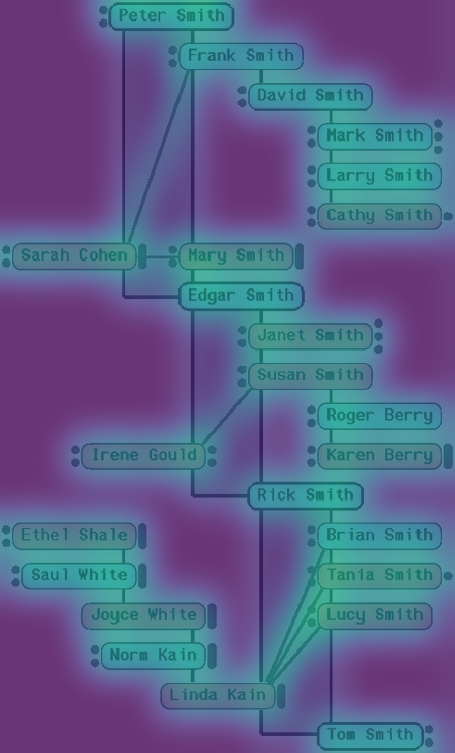 Peter Smith
Frank Smith
David Smith
Mark Smith
Larry Smith
Cathy Smith
Sarah Cohen
Mary Smith
Edgar Smith
Janet Smith
Susan Smith
Roger Berry
Irene Gould
Karen Berry
Rick Smith
Ethel Shale
Brian Smith
Saul White
Tania Smith
Joyce White
Lucy Smith
Norm Kain
Linda Kain
Tom Smith